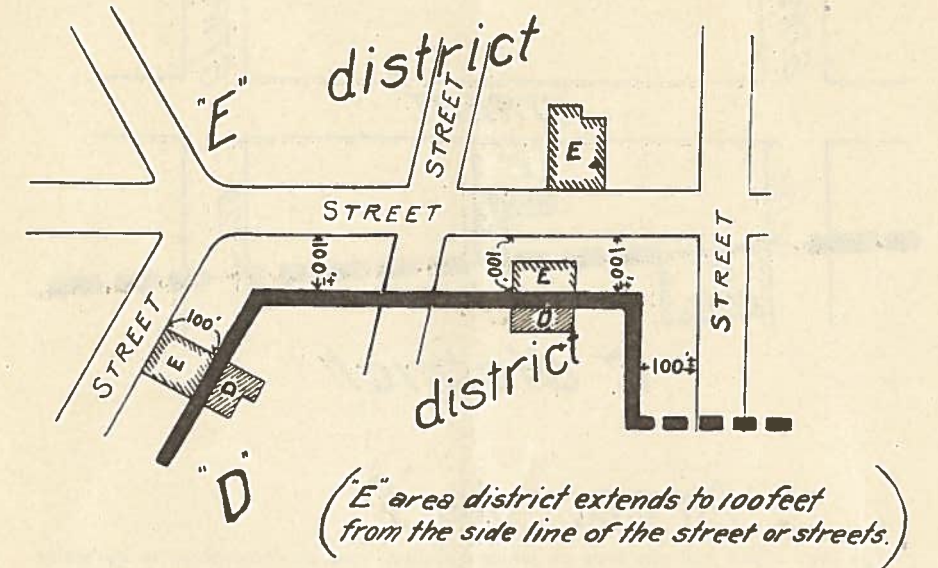 "E" district
STREET
E
STREET
STREET
100'±
100'
E
100'±
D
STREET
100'
E
D
100'±
district
"D"
("E" area district extends to 100 feet
from the side line of the street or streets.)